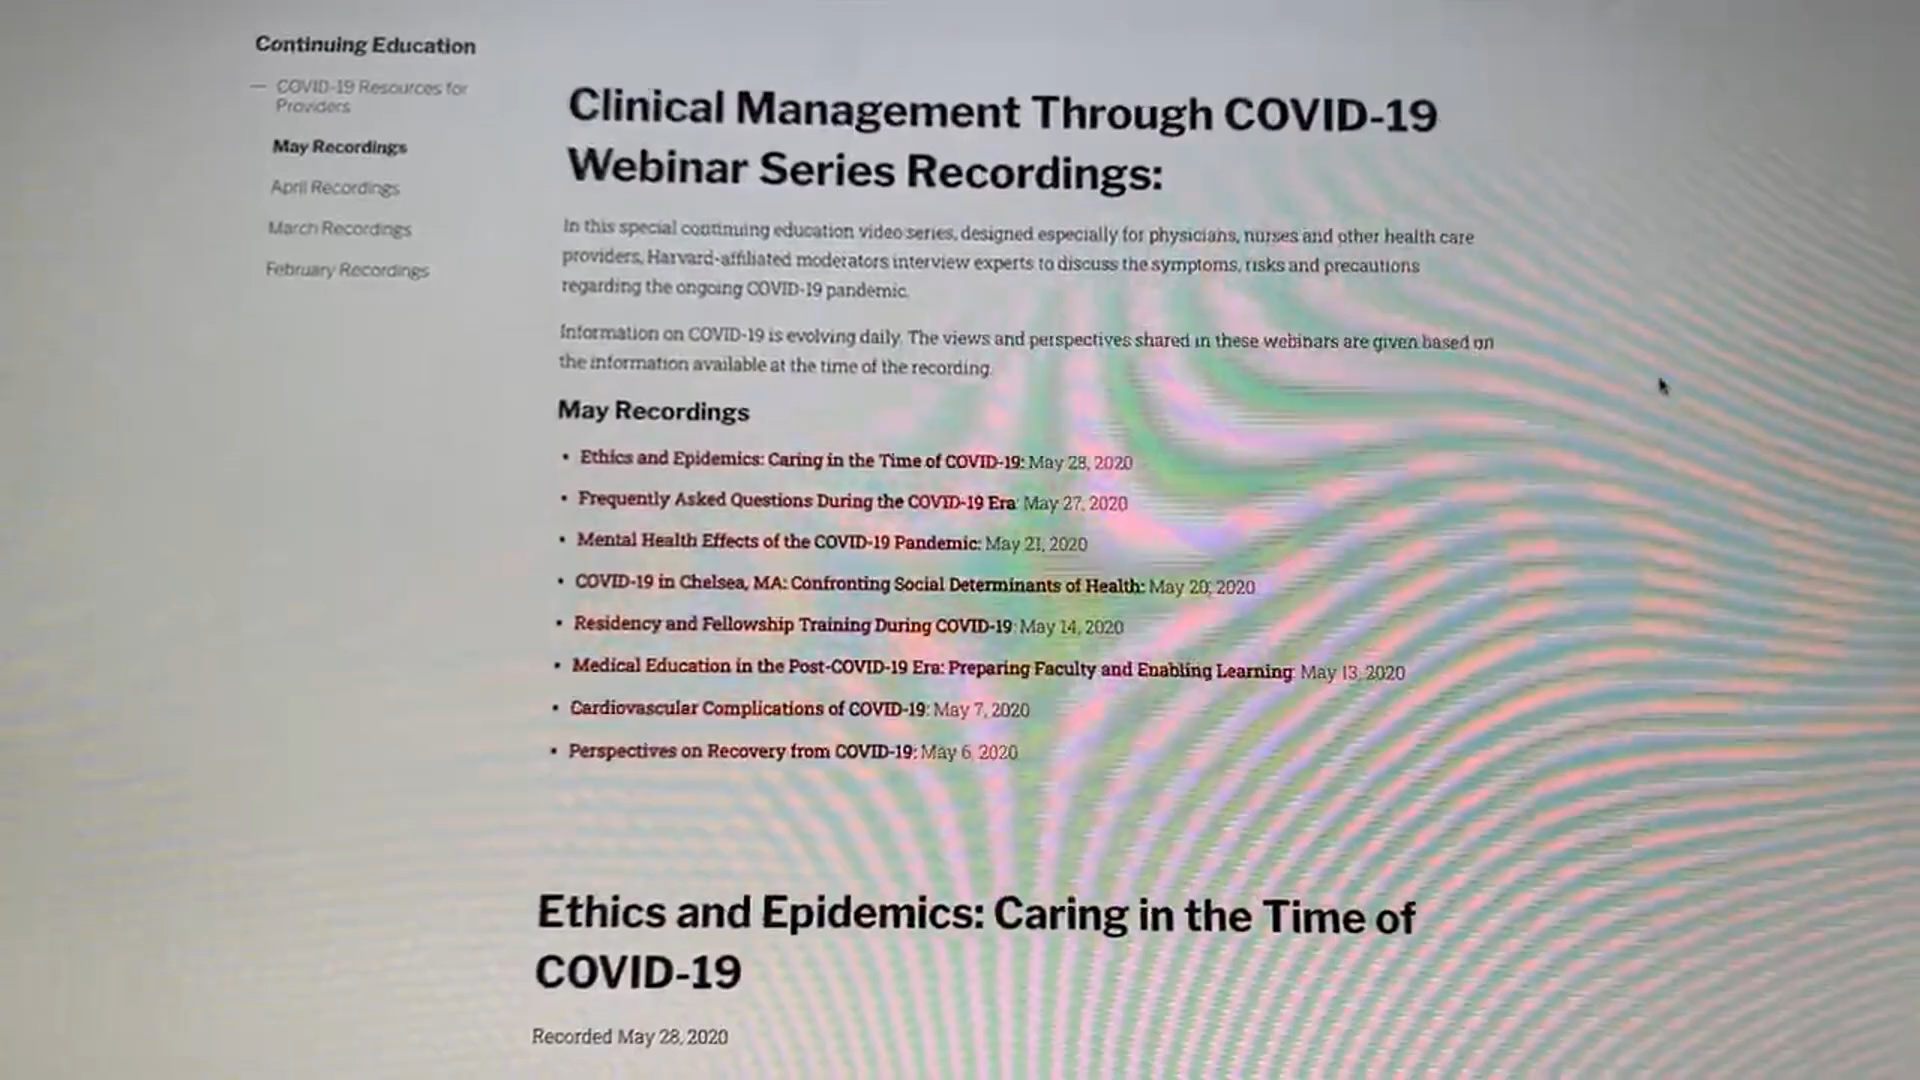 Continuing Education
— COVID-19 Resources for
Providers
May Recordings
April Recordings
March Recordings
February Recordings
Clinical Management Through COVID-19
Webinar Series Recordings:
In this special continuing education video series, designed especially for physicians, nurses and other health care
providers, Harvard-affiliated moderators interview experts to discuss the symptoms, risks and precautions
regarding the ongoing COVID-19 pandemic.
Information on COVID-19 is evolving daily. The views and perspectives shared in these webinars are given based on
the information available at the time of the recording.
May Recordings
• Ethics and Epidemics: Caring in the Time of COVID-19: May 28, 2020
• Frequently Asked Questions During the COVID-19 Era: May 27, 2020
• Mental Health Effects of the COVID-19 Pandemic: May 21, 2020
• COVID-19 in Chelsea, MA: Confronting Social Determinants of Health: May 20, 2020
• Residency and Fellowship Training During COVID-19: May 14, 2020
• Medical Education in the Post-COVID-19 Era: Preparing Faculty and Enabling Learning: May 13, 2020
• Cardiovascular Complications of COVID-19: May 7, 2020
• Perspectives on Recovery from COVID-19: May 6, 2020
Ethics and Epidemics: Caring in the Time of
COVID-19
Recorded May 28, 2020